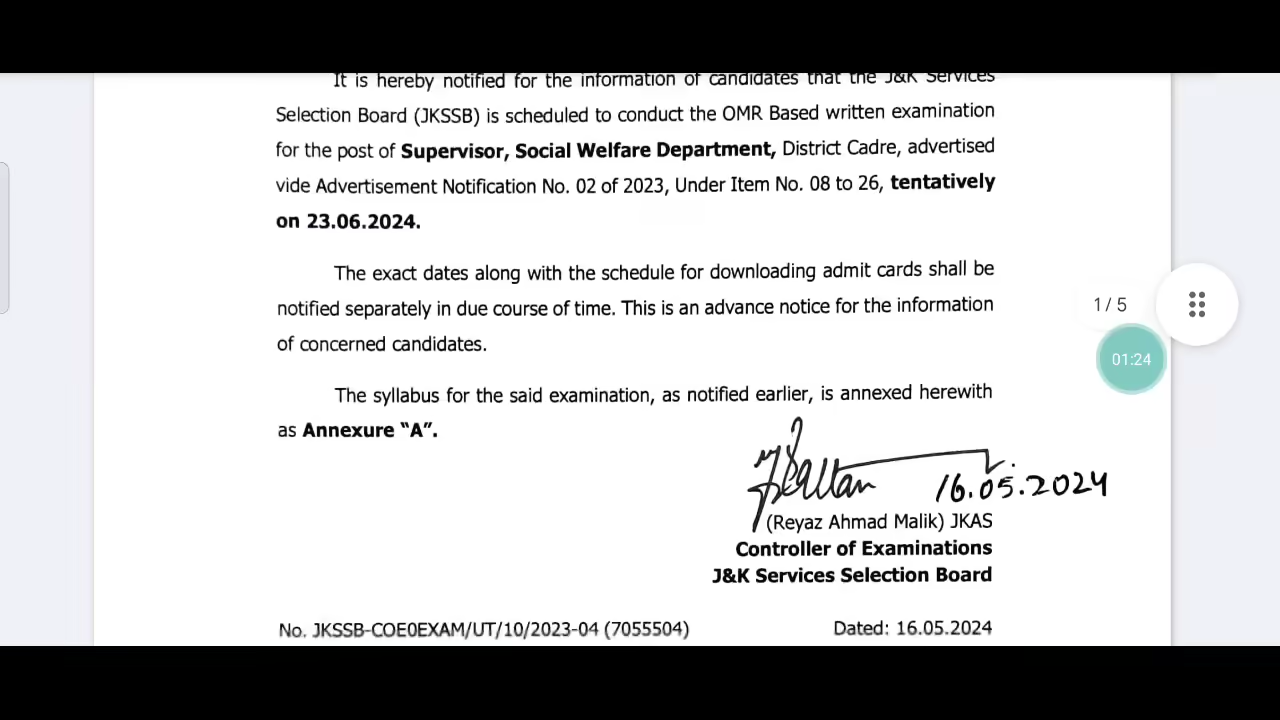 It is hereby notified for the information of candidates that the J&K Services
Selection Board (JKSSB) is scheduled to conduct the OMR Based written examination
for the post of Supervisor, Social Welfare Department, District Cadre, advertised
vide Advertisement Notification No. 02 of 2023, Under Item No. 08 to 26, tentatively
on 23.06.2024.
The exact dates along with the schedule for downloading admit cards shall be
notified separately in due course of time. This is an advance notice for the information
of concerned candidates.
1 / 5
01:24
The syllabus for the said examination, as notified earlier, is annexed herewith
as Annexure “A”.
16.05.2024
(Reyaz Ahmad Malik) JKAS
Controller of Examinations
J&K Services Selection Board
No. JKSSB-COE0EXAM/UT/10/2023-04 (7055504) Dated: 16.05.2024